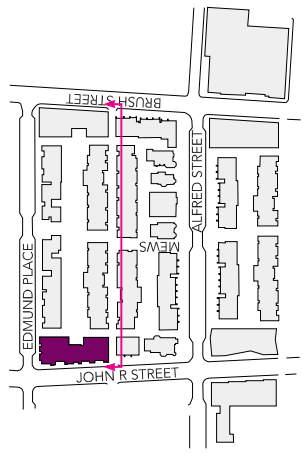 BRUSH STREET
ALFRED STREET
MEWS
EDMUND PLACE
JOHN R STREET